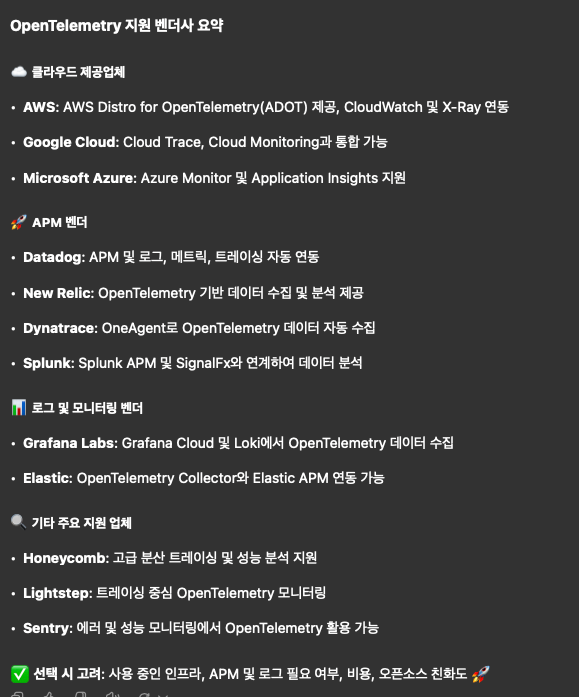 OpenTelemetry 지원 벤더사 요약
☁️ 클라우드 제공업체
• AWS: AWS Distro for OpenTelemetry(ADOT) 제공, CloudWatch 및 X-Ray 연동
• Google Cloud: Cloud Trace, Cloud Monitoring과 통합 가능
• Microsoft Azure: Azure Monitor 및 Application Insights 지원
🚀 APM 벤더
• Datadog: APM 및 로그, 메트릭, 트레이싱 자동 연동
• New Relic: OpenTelemetry 기반 데이터 수집 및 분석 제공
• Dynatrace: OneAgent로 OpenTelemetry 데이터 자동 수집
• Splunk: Splunk APM 및 SignalFx와 연계하여 데이터 분석
📊 로그 및 모니터링 벤더
• Grafana Labs: Grafana Cloud 및 Loki에서 OpenTelemetry 데이터 수집
• Elastic: OpenTelemetry Collector와 Elastic APM 연동 가능
🔍 기타 주요 지원 업체
• Honeycomb: 고급 분산 트레이싱 및 성능 분석 지원
• Lightstep: 트레이싱 중심 OpenTelemetry 모니터링
• Sentry: 에러 및 성능 모니터링에서 OpenTelemetry 활용 가능
✅ 선택 시 고려: 사용 중인 인프라, APM 및 로그 필요 여부, 비용, 오픈소스 친화도 🚀